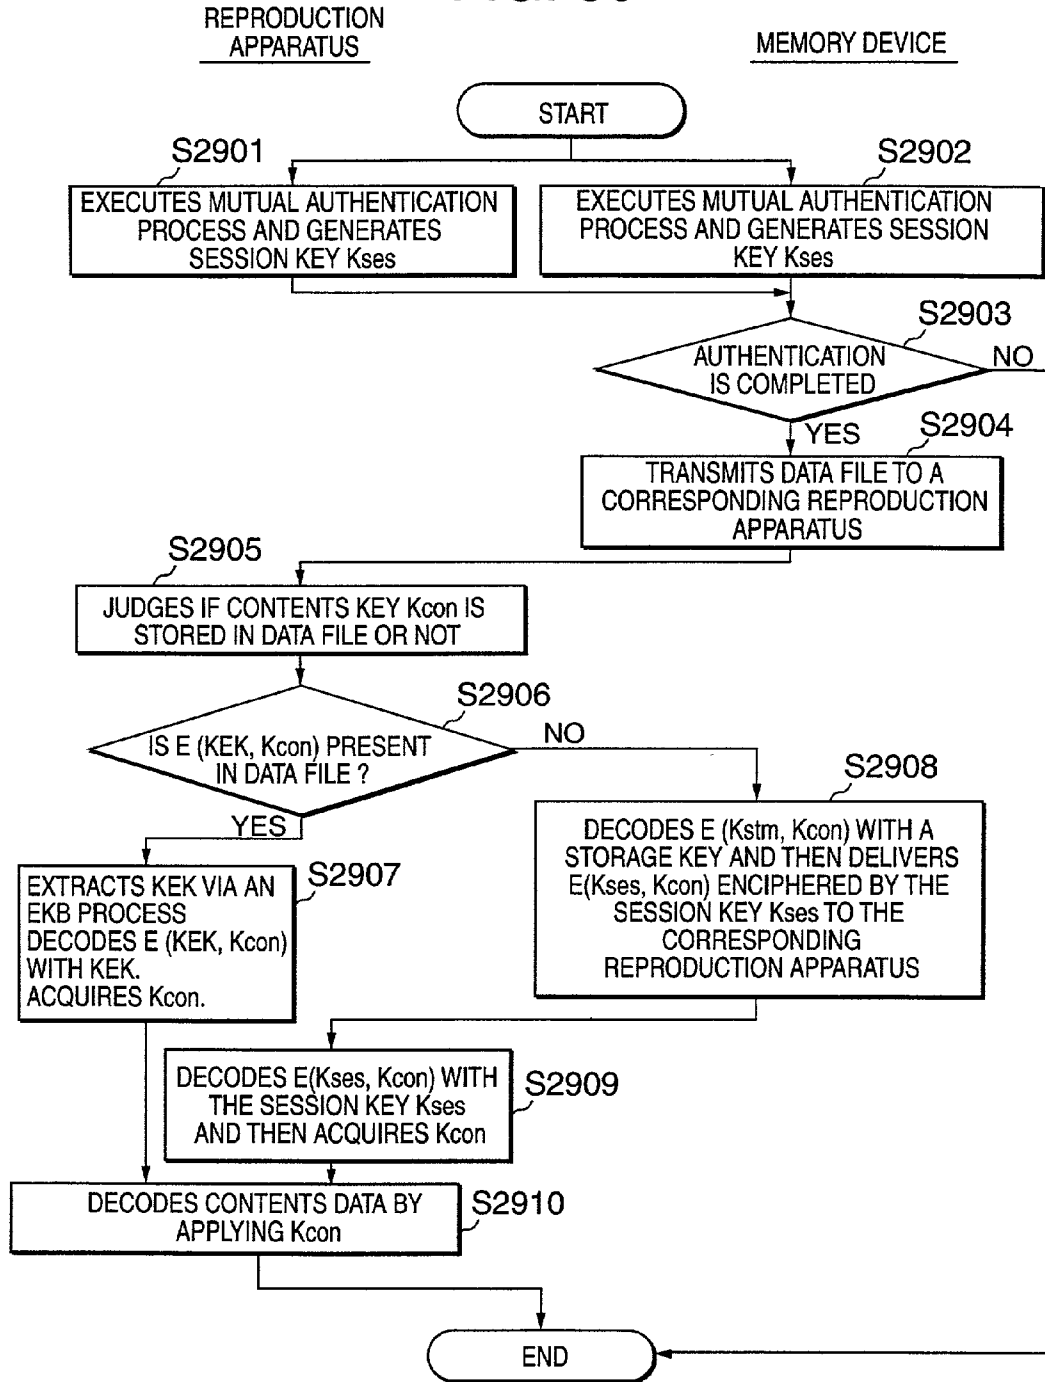 REPRODUCTION
APPARATUS
MEMORY DEVICE
START
S2901
S2902
EXECUTES MUTUAL AUTHENTICATION
PROCESS AND GENERATES
SESSION KEY Kses
EXECUTES MUTUAL AUTHENTICATION
PROCESS AND GENERATES SESSION
KEY Kses
S2903
AUTHENTICATION
IS COMPLETED
NO
YES
S2904
TRANSMITS DATA FILE TO A
CORRESPONDING REPRODUCTION
APPARATUS
S2905
JUDGES IF CONTENTS KEY Kcon IS
STORED IN DATA FILE OR NOT
S2906
IS E (KEK, Kcon) PRESENT
IN DATA FILE ?
NO
YES
S2908
DECODES E (Kstm, Kcon) WITH A
STORAGE KEY AND THEN DELIVERS
E(Kses, Kcon) ENCIPHERED BY THE
SESSION KEY Kses TO THE
CORRESPONDING
REPRODUCTION APPARATUS
S2907
EXTRACTS KEK VIA AN
EKB PROCESS
DECODES E (KEK, Kcon)
WITH KEK.
ACQUIRES Kcon.
DECODES E(Kses, Kcon) WITH
THE SESSION KEY Kses
AND THEN ACQUIRES Kcon
S2909
DECODES CONTENTS DATA BY
APPLYING Kcon
S2910
END